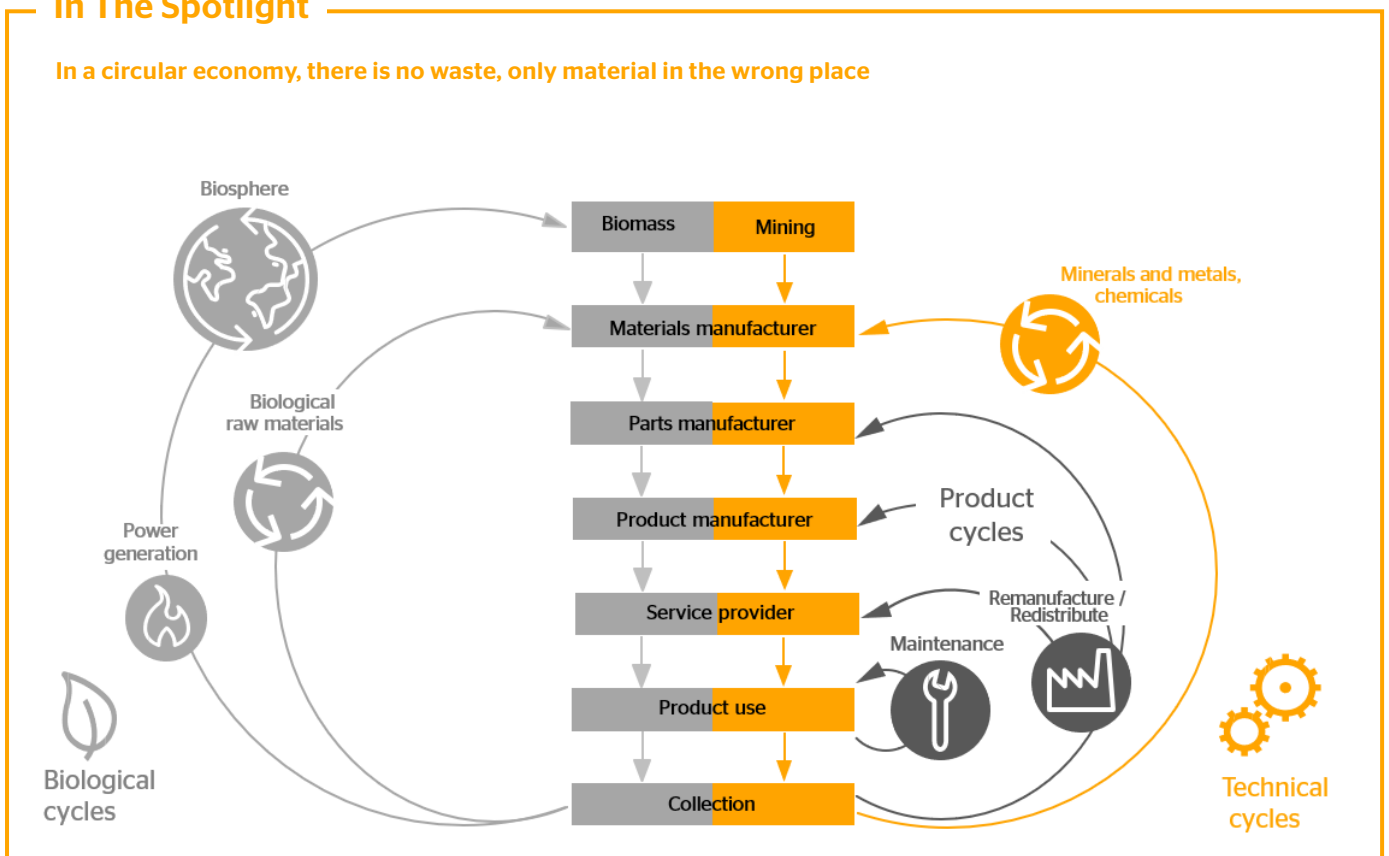 In The Spotlight
In a circular economy, there is no waste, only material in the wrong place
Biosphere
Biomass
Mining
Minerals and metals,
chemicals
Materials manufacturer
Biological
raw materials
Parts manufacturer
Product
cycles
Product manufacturer
Power
generation
Remanufacture /
Redistribute
Service provider
Maintenance
Product use
Biological
cycles
Technical
cycles
Collection